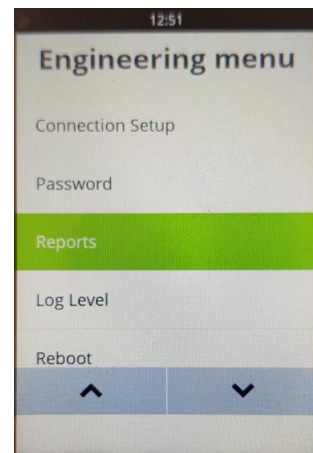 12:51
Engineering menu
Connection Setup
Password
Reports
Log Level
Reboot